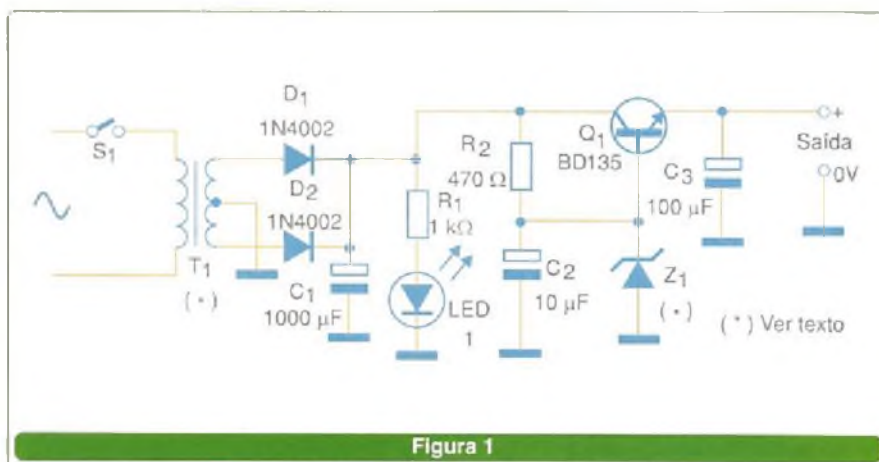 S1
T1
( * )
D1
1N4002
D2
1N4002
C1
1000 µF
R1
1 kΩ
LED
1
R2
470 Ω
C2
10 µF
Q1
BD135
Z1
( * )
C3
100 µF
+
Saída
0V
( * ) Ver texto
Figura 1